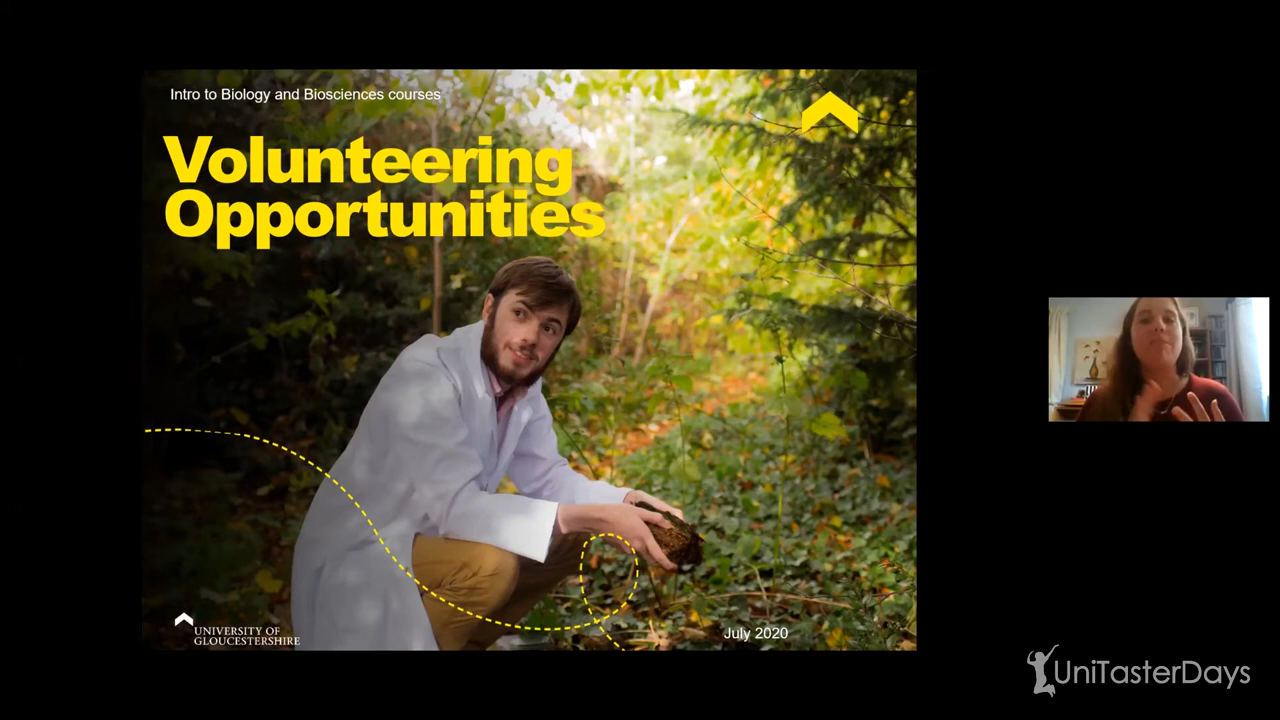 Intro to Biology and Biosciences courses
Volunteering
Opportunities
UNIVERSITY OF
GLOUCESTERSHIRE
July 2020
UniTasterDays